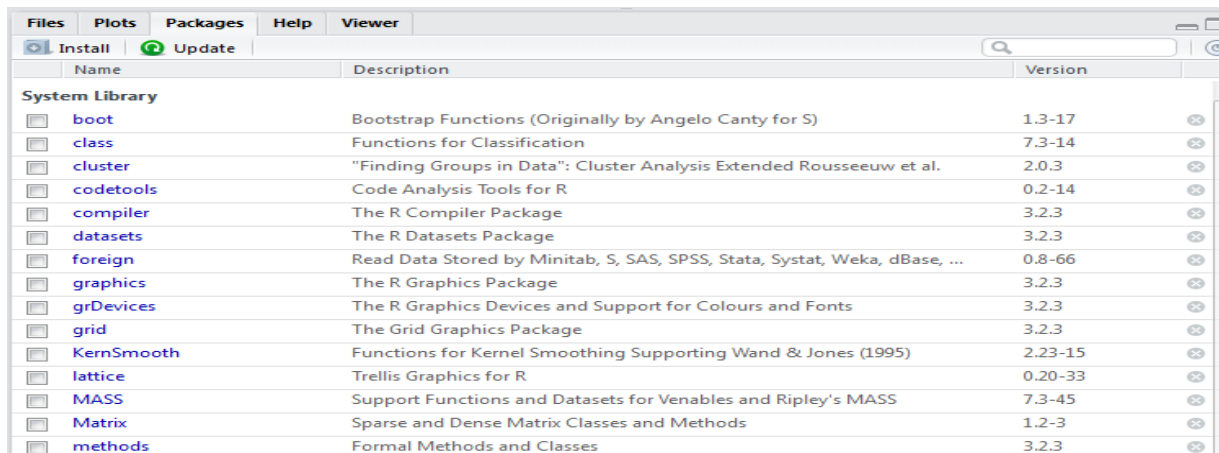 Files Plots Packages Help Viewer
Install Update
Name Description Version
System Library
boot Bootstrap Functions (Originally by Angelo Canty for S) 1.3-17
class Functions for Classification 7.3-14
cluster "Finding Groups in Data": Cluster Analysis Extended Rousseeuw et al. 2.0.3
codetools Code Analysis Tools for R 0.2-14
compiler The R Compiler Package 3.2.3
datasets The R Datasets Package 3.2.3
foreign Read Data Stored by Minitab, S, SAS, SPSS, Stata, Systat, Weka, dBase, ... 0.8-66
graphics The R Graphics Package 3.2.3
grDevices The R Graphics Devices and Support for Colours and Fonts 3.2.3
grid The Grid Graphics Package 3.2.3
KernSmooth Functions for Kernel Smoothing Supporting Wand & Jones (1995) 2.23-15
lattice Trellis Graphics for R 0.20-33
MASS Support Functions and Datasets for Venables and Ripley's MASS 7.3-45
Matrix Sparse and Dense Matrix Classes and Methods 1.2-3
methods Formal Methods and Classes 3.2.3